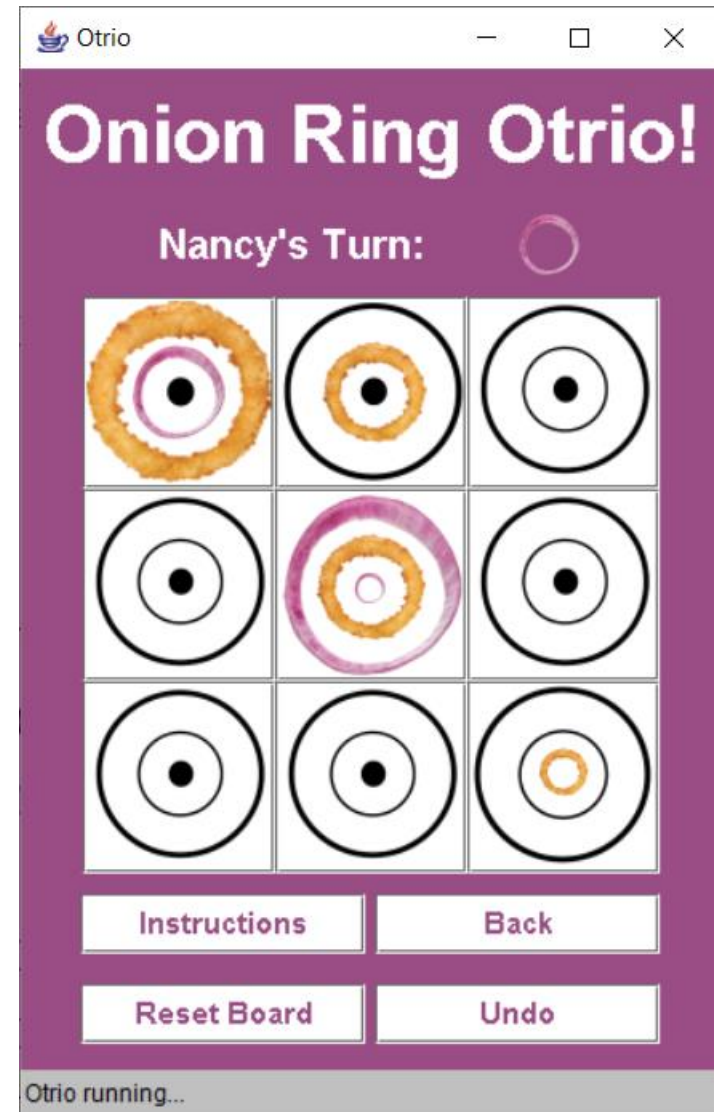 Otrio
Onion Ring Otrio!
Nancy's Turn:
Instructions
Back
Reset Board
Undo
Otrio running...